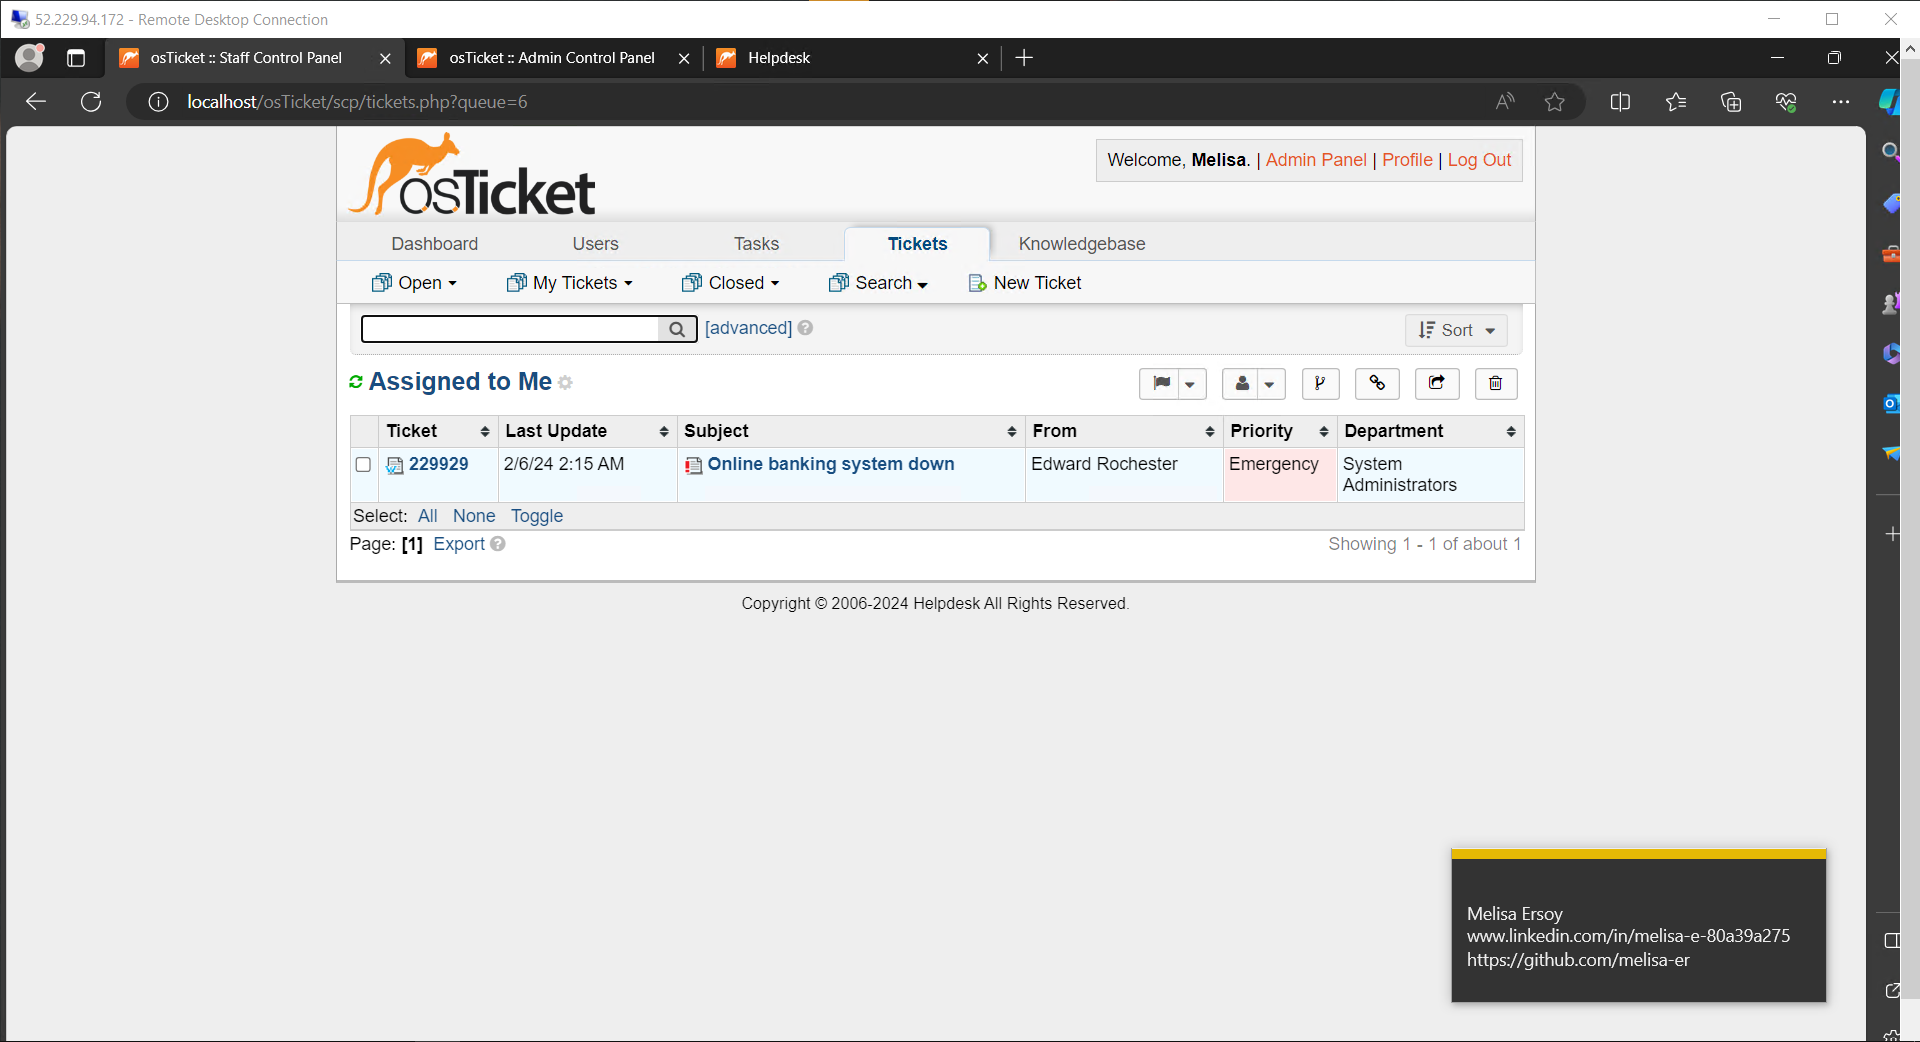 52.229.94.172 - Remote Desktop Connection
osTicket :: Staff Control Panel
osTicket :: Admin Control Panel
Helpdesk
localhost/osTicket/scp/tickets.php?queue=6
osTicket
Welcome, Melisa. | Admin Panel | Profile | Log Out
Dashboard Users Tasks Tickets Knowledgebase
Open My Tickets Closed Search New Ticket
[advanced] ? Sort
Assigned to Me
Ticket Last Update Subject From Priority Department
229929 2/6/24 2:15 AM Online banking system down Edward Rochester Emergency System
Administrators
Select: All None Toggle
Page: [1] Export ? Showing 1 - 1 of about 1
Copyright © 2006-2024 Helpdesk All Rights Reserved.
Melisa Ersoy
www.linkedin.com/in/melisa-e-80a39a275
https://github.com/melisa-er